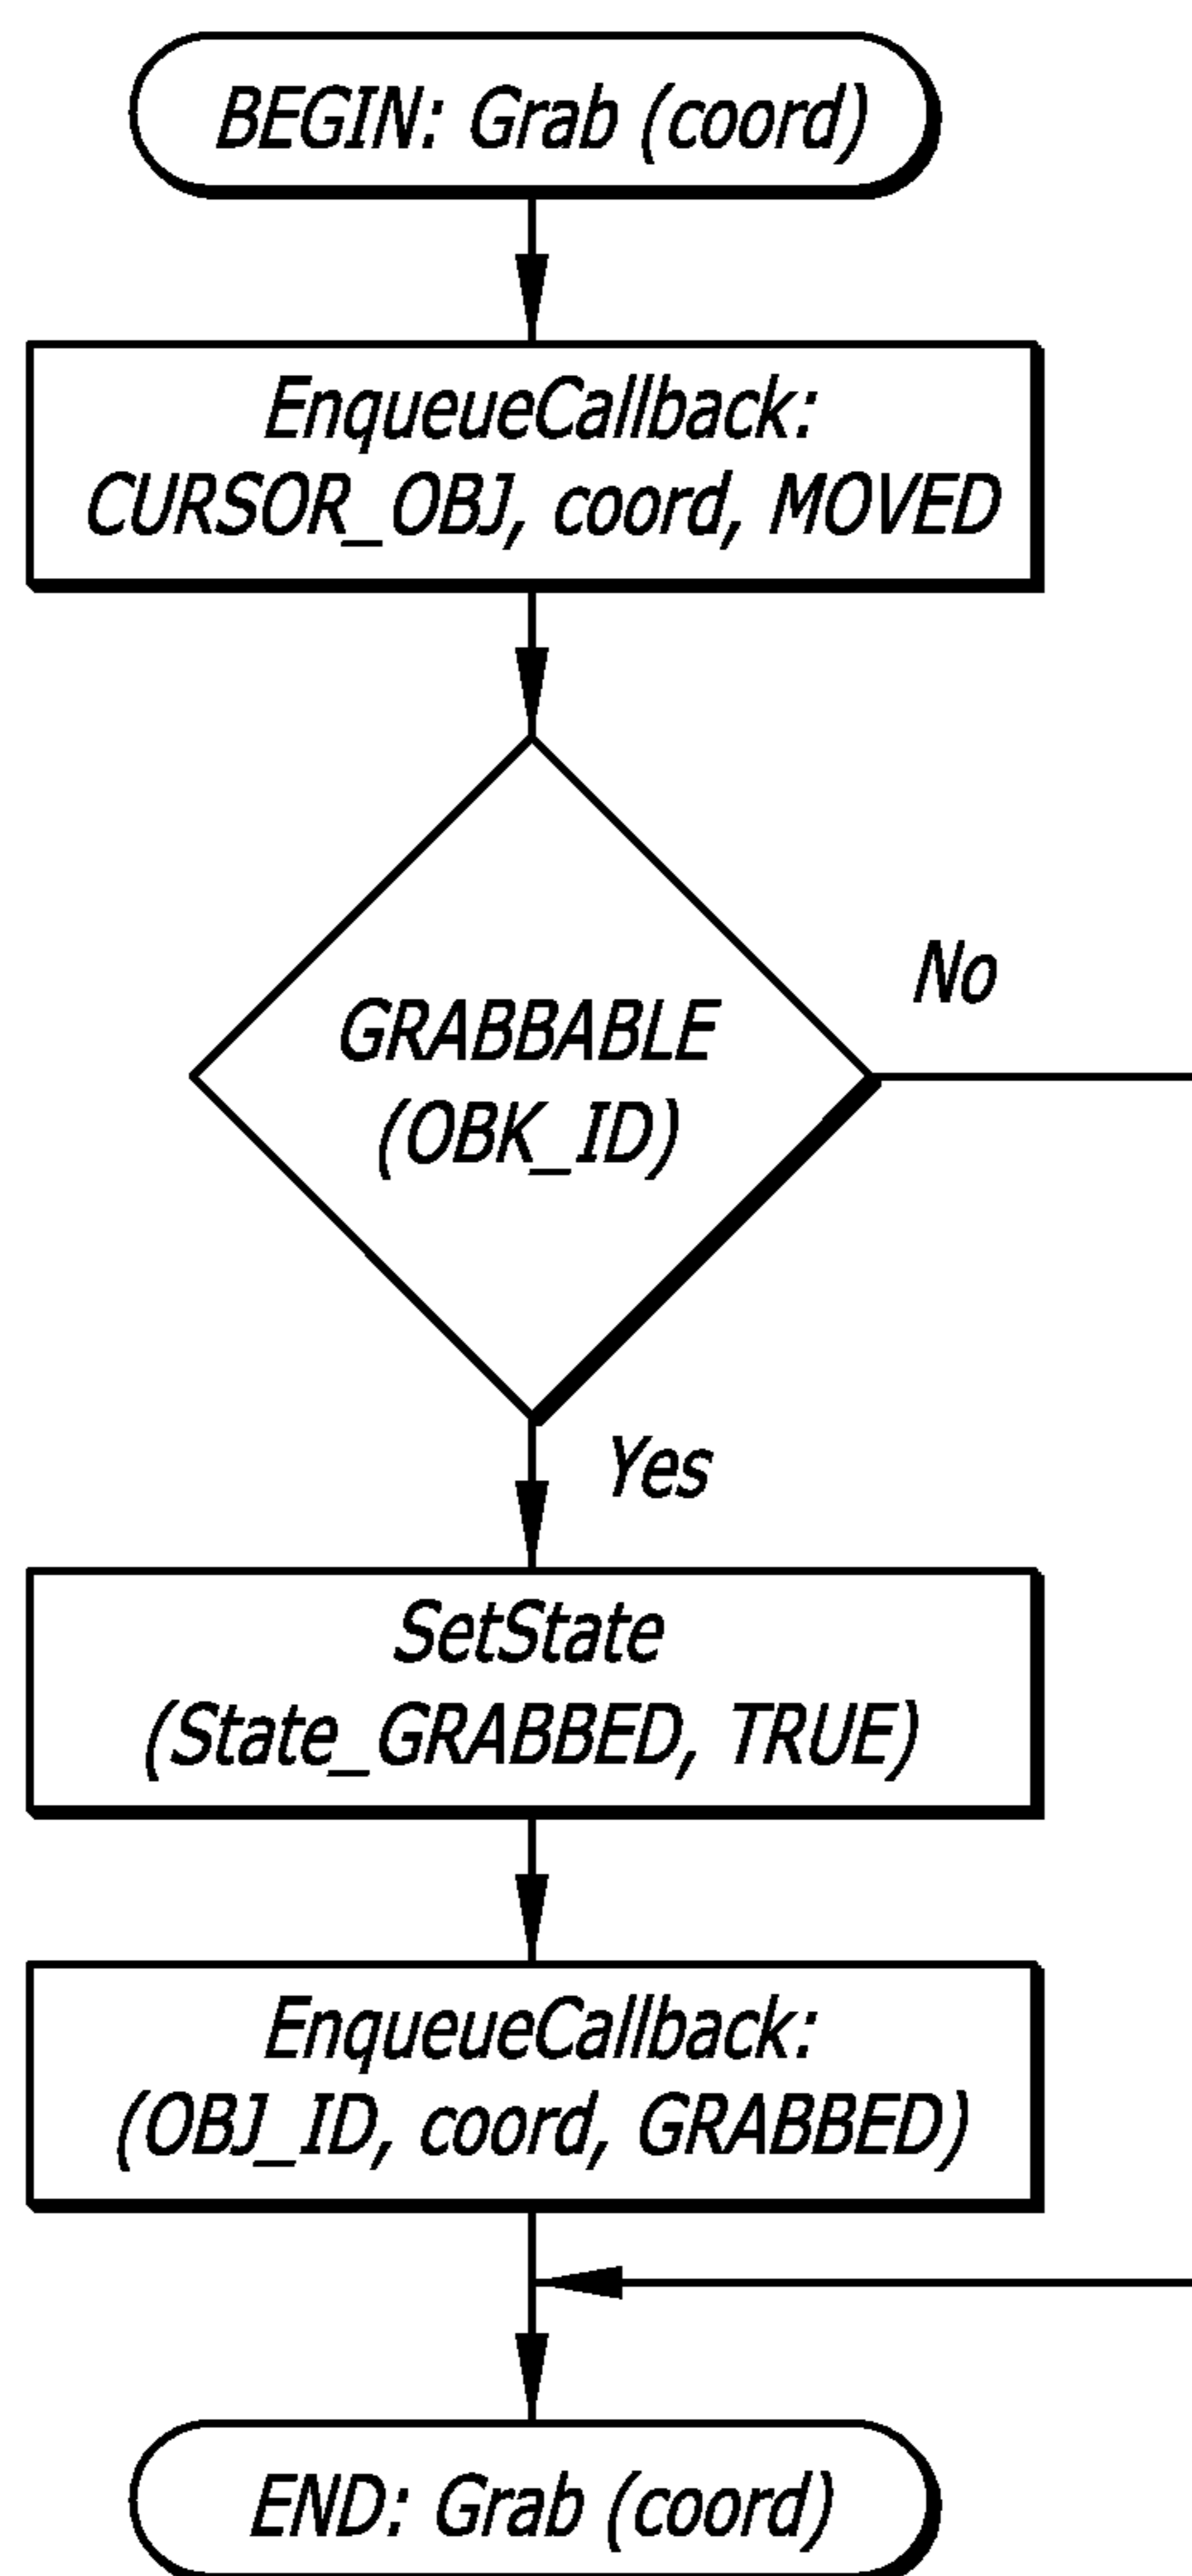 BEGIN: Grab (coord)
EnqueueCallback:
CURSOR_OBJ, coord, MOVED
No
GRABBABLE
(OBK_ID)
Yes
SetState
(State_GRABBED, TRUE)
EnqueueCallback:
(OBJ_ID, coord, GRABBED)
END: Grab (coord)